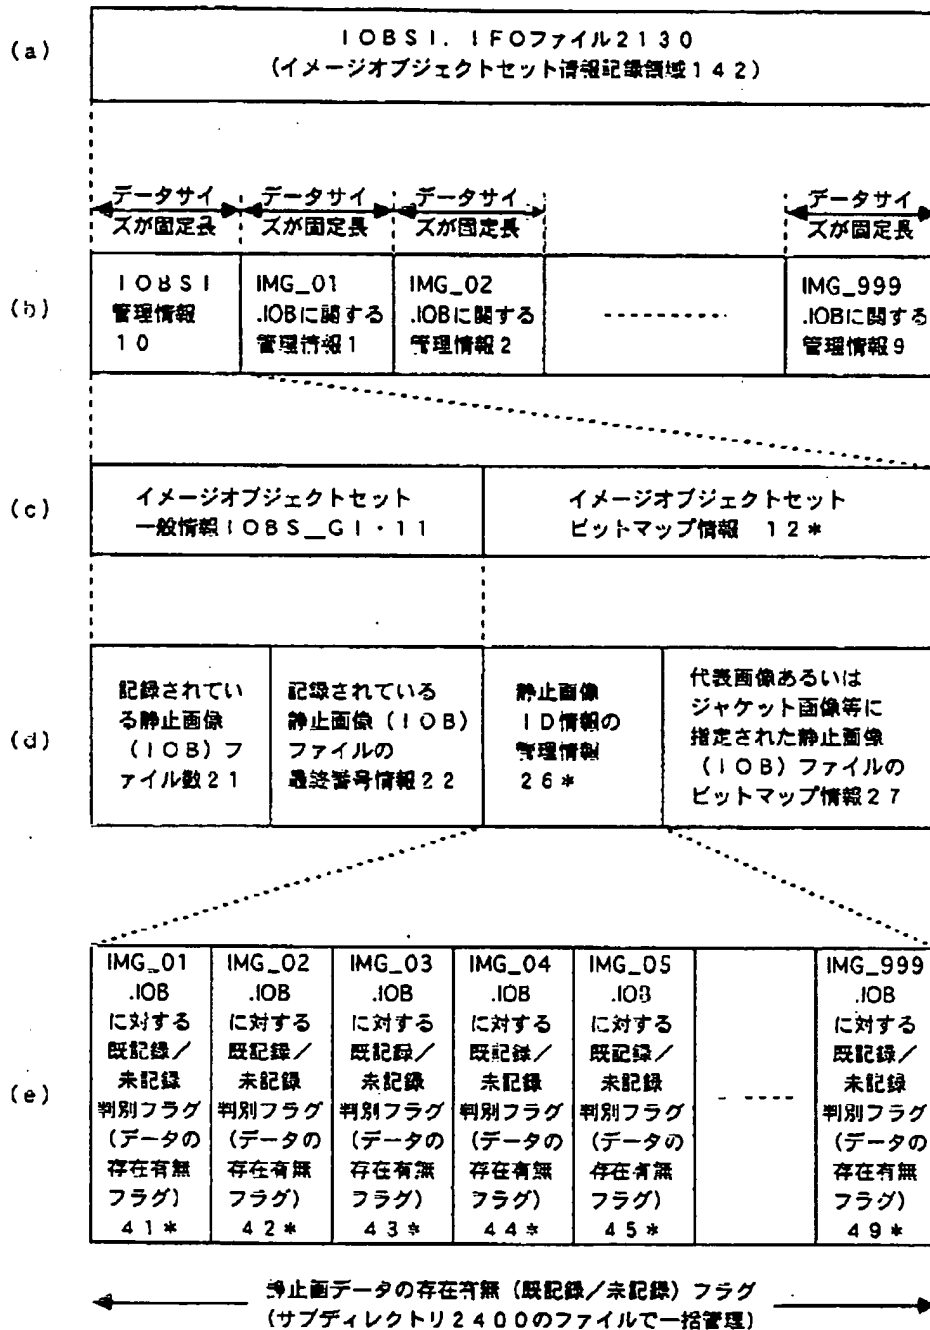 (a)
IOBSI. IFOファイル2130
(イメージオブジェクトセット情報記録領域142)
データサイ
ズが固定長
データサイ
ズが固定長
データサイ
ズが固定長
データサイ
ズが固定長
(b)
IOBSI
管理情報
10
IMG_01
.IOBに関する
管理情報1
IMG_02
.IOBに関する
管理情報2
IMG_999
.IOBに関する
管理情報9
(c)
イメージオブジェクトセット
一般情報IOBS_GI・11
イメージオブジェクトセット
ビットマップ情報 12*
(d)
記録されてい
る静止画像
(IOB)フ
ァイル数21
記録されている
静止画像(IOB)
ファイルの
最終番号情報22
静止画像
ID情報の
管理情報
26*
代表画像あるいは
ジャケット画像等に
指定された静止画像
(IOB)ファイルの
ビットマップ情報27
(e)
IMG_01
.IOB
に対する
既記録/
未記録
判別フラグ
(データの
存在有無
フラグ)
41*
IMG_02
.IOB
に対する
既記録/
未記録
判別フラグ
(データの
存在有無
フラグ)
42*
IMG_03
.IOB
に対する
既記録/
未記録
判別フラグ
(データの
存在有無
フラグ)
43*
IMG_04
.IOB
に対する
既記録/
未記録
判別フラグ
(データの
存在有無
フラグ)
44*
IMG_05
.IOB
に対する
既記録/
未記録
判別フラグ
(データの
存在有無
フラグ)
45*
IMG_999
.IOB
に対する
既記録/
未記録
判別フラグ
(データの
存在有無
フラグ)
49*
静止画データの存在有無(既記録/未記録)フラグ
(サブディレクトリ2400のファイルで一括管理)